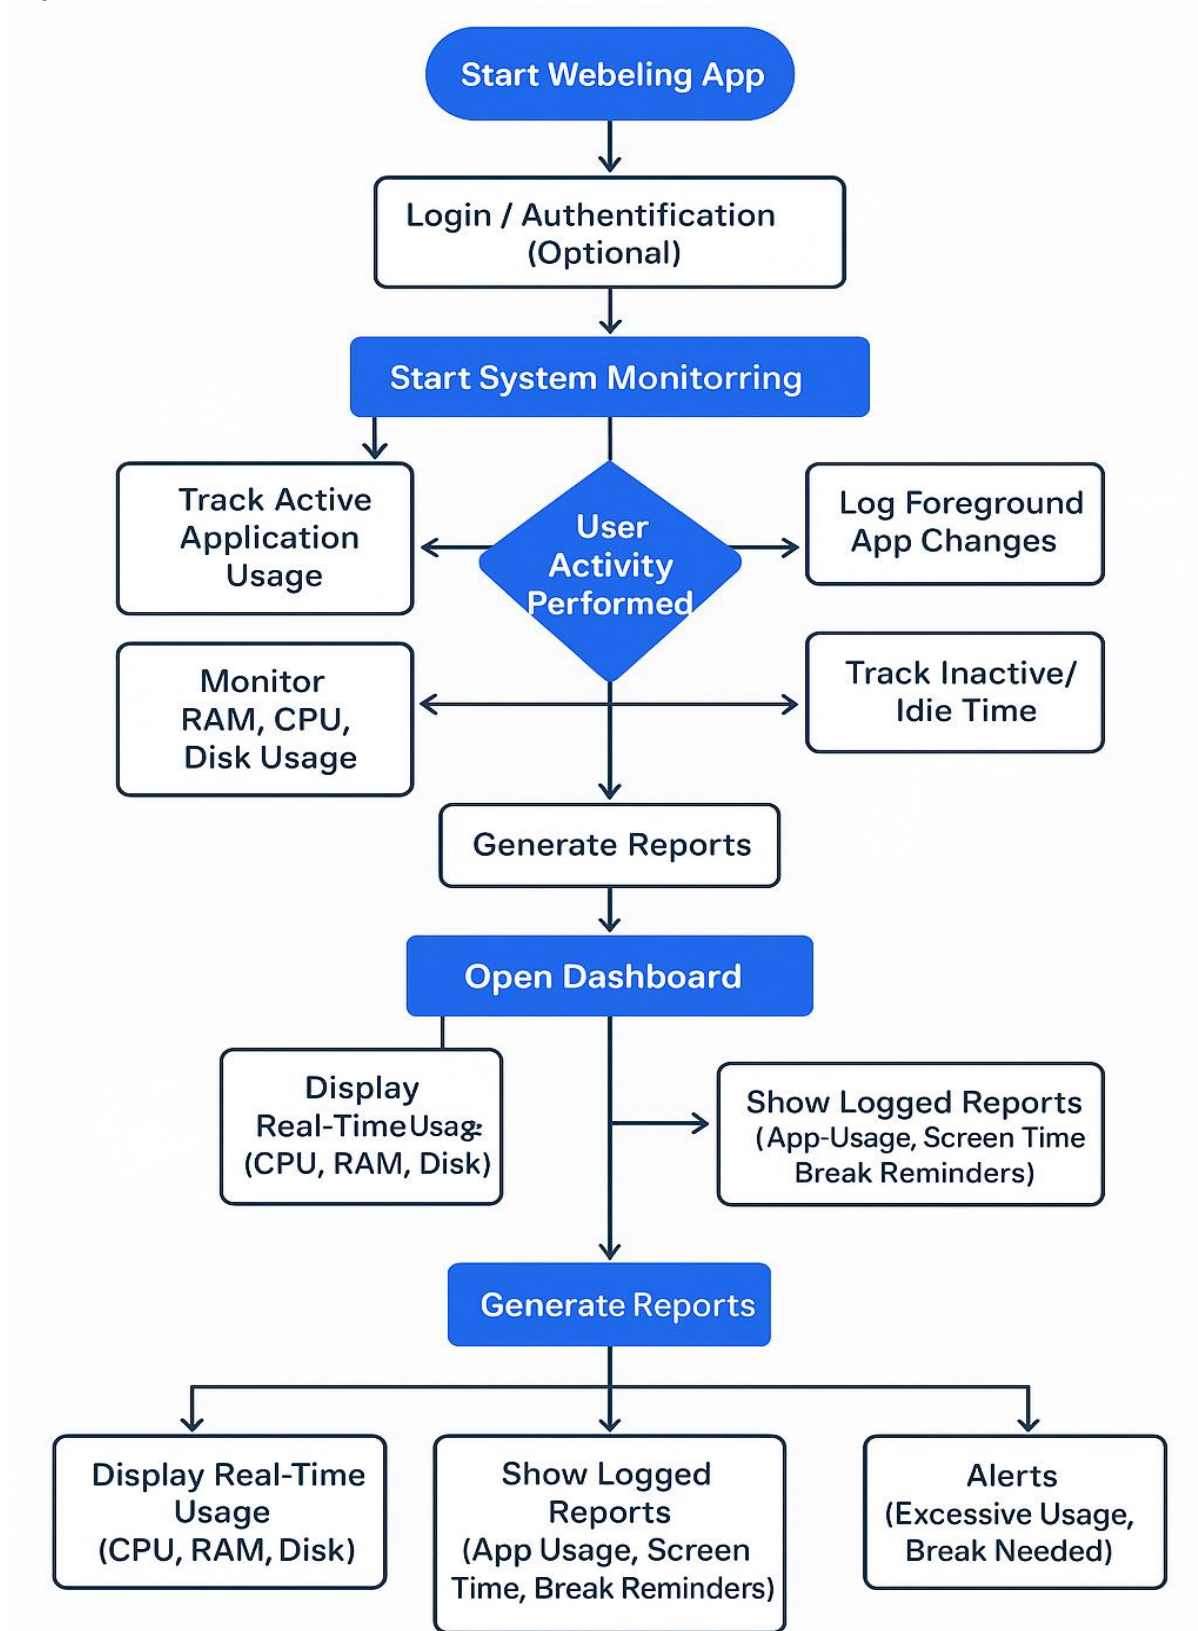 Start Webeling App
Login / Authentification
(Optional)
Start System Monitorring
Track Active
Application
Usage
User
Activity
Performed
Log Foreground
App Changes
Monitor
RAM, CPU,
Disk Usage
Track Inactive/
Idie Time
Generate Reports
Open Dashboard
Display
Real-Time
(CPU, RAM, Disk)
Show Logged Reports
(App-Usage, Screen Time
Break Reminders)
Generate Reports
Display Real-Time
Usage
(CPU, RAM, Disk)
Show Logged
Reports
(App Usage, Screen
Time, Break Reminders)
Alerts
(Excessive Usage,
Break Needed)